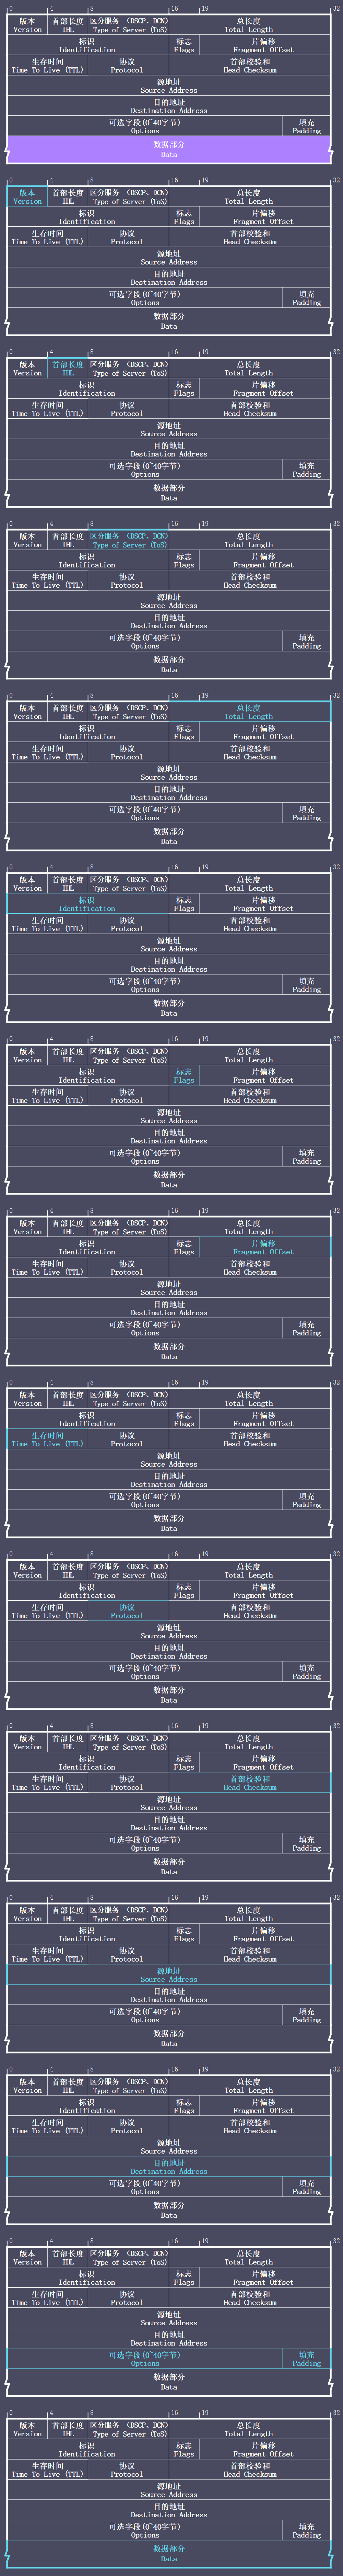 0 4 8 16 19 32
版本 首部长度 区分服务 (DSCP、DCN) 总长度
Version IHL Type of Server (ToS) Total Length
标识 标志 片偏移
Identification Flags Fragment Offset
生存时间 协议 首部校验和
Time To Live (TTL) Protocol Head Checksum
源地址
Source Address
目的地址
Destination Address
可选字段(0~40字节) 填充
Options Padding
数据部分
Data
0 4 8 16 19 32
版本 首部长度 区分服务 (DSCP、DCN) 总长度
Version IHL Type of Server (ToS) Total Length
标识 标志 片偏移
Identification Flags Fragment Offset
生存时间 协议 首部校验和
Time To Live (TTL) Protocol Head Checksum
源地址
Source Address
目的地址
Destination Address
可选字段(0~40字节) 填充
Options Padding
数据部分
Data
0 4 8 16 19 32
版本 首部长度 区分服务 (DSCP、DCN) 总长度
Version IHL Type of Server (ToS) Total Length
标识 标志 片偏移
Identification Flags Fragment Offset
生存时间 协议 首部校验和
Time To Live (TTL) Protocol Head Checksum
源地址
Source Address
目的地址
Destination Address
可选字段(0~40字节) 填充
Options Padding
数据部分
Data
0 4 8 16 19 32
版本 首部长度 区分服务 (DSCP、DCN) 总长度
Version IHL Type of Server (ToS) Total Length
标识 标志 片偏移
Identification Flags Fragment Offset
生存时间 协议 首部校验和
Time To Live (TTL) Protocol Head Checksum
源地址
Source Address
目的地址
Destination Address
可选字段(0~40字节) 填充
Options Padding
数据部分
Data
0 4 8 16 19 32
版本 首部长度 区分服务 (DSCP、DCN) 总长度
Version IHL Type of Server (ToS) Total Length
标识 标志 片偏移
Identification Flags Fragment Offset
生存时间 协议 首部校验和
Time To Live (TTL) Protocol Head Checksum
源地址
Source Address
目的地址
Destination Address
可选字段(0~40字节) 填充
Options Padding
数据部分
Data
0 4 8 16 19 32
版本 首部长度 区分服务 (DSCP、DCN) 总长度
Version IHL Type of Server (ToS) Total Length
标识 标志 片偏移
Identification Flags Fragment Offset
生存时间 协议 首部校验和
Time To Live (TTL) Protocol Head Checksum
源地址
Source Address
目的地址
Destination Address
可选字段(0~40字节) 填充
Options Padding
数据部分
Data
0 4 8 16 19 32
版本 首部长度 区分服务 (DSCP、DCN) 总长度
Version IHL Type of Server (ToS) Total Length
标识 标志 片偏移
Identification Flags Fragment Offset
生存时间 协议 首部校验和
Time To Live (TTL) Protocol Head Checksum
源地址
Source Address
目的地址
Destination Address
可选字段(0~40字节) 填充
Options Padding
数据部分
Data
0 4 8 16 19 32
版本 首部长度 区分服务 (DSCP、DCN) 总长度
Version IHL Type of Server (ToS) Total Length
标识 标志 片偏移
Identification Flags Fragment Offset
生存时间 协议 首部校验和
Time To Live (TTL) Protocol Head Checksum
源地址
Source Address
目的地址
Destination Address
可选字段(0~40字节) 填充
Options Padding
数据部分
Data
0 4 8 16 19 32
版本 首部长度 区分服务 (DSCP、DCN) 总长度
Version IHL Type of Server (ToS) Total Length
标识 标志 片偏移
Identification Flags Fragment Offset
生存时间 协议 首部校验和
Time To Live (TTL) Protocol Head Checksum
源地址
Source Address
目的地址
Destination Address
可选字段(0~40字节) 填充
Options Padding
数据部分
Data
0 4 8 16 19 32
版本 首部长度 区分服务 (DSCP、DCN) 总长度
Version IHL Type of Server (ToS) Total Length
标识 标志 片偏移
Identification Flags Fragment Offset
生存时间 协议 首部校验和
Time To Live (TTL) Protocol Head Checksum
源地址
Source Address
目的地址
Destination Address
可选字段(0~40字节) 填充
Options Padding
数据部分
Data
0 4 8 16 19 32
版本 首部长度 区分服务 (DSCP、DCN) 总长度
Version IHL Type of Server (ToS) Total Length
标识 标志 片偏移
Identification Flags Fragment Offset
生存时间 协议 首部校验和
Time To Live (TTL) Protocol Head Checksum
源地址
Source Address
目的地址
Destination Address
可选字段(0~40字节) 填充
Options Padding
数据部分
Data
0 4 8 16 19 32
版本 首部长度 区分服务 (DSCP、DCN) 总长度
Version IHL Type of Server (ToS) Total Length
标识 标志 片偏移
Identification Flags Fragment Offset
生存时间 协议 首部校验和
Time To Live (TTL) Protocol Head Checksum
源地址
Source Address
目的地址
Destination Address
可选字段(0~40字节) 填充
Options Padding
数据部分
Data
0 4 8 16 19 32
版本 首部长度 区分服务 (DSCP、DCN) 总长度
Version IHL Type of Server (ToS) Total Length
标识 标志 片偏移
Identification Flags Fragment Offset
生存时间 协议 首部校验和
Time To Live (TTL) Protocol Head Checksum
源地址
Source Address
目的地址
Destination Address
可选字段(0~40字节) 填充
Options Padding
数据部分
Data
0 4 8 16 19 32
版本 首部长度 区分服务 (DSCP、DCN) 总长度
Version IHL Type of Server (ToS) Total Length
标识 标志 片偏移
Identification Flags Fragment Offset
生存时间 协议 首部校验和
Time To Live (TTL) Protocol Head Checksum
源地址
Source Address
目的地址
Destination Address
可选字段(0~40字节) 填充
Options Padding
数据部分
Data
0 4 8 16 19 32
版本 首部长度 区分服务 (DSCP、DCN) 总长度
Version IHL Type of Server (ToS) Total Length
标识 标志 片偏移
Identification Flags Fragment Offset
生存时间 协议 首部校验和
Time To Live (TTL) Protocol Head Checksum
源地址
Source Address
目的地址
Destination Address
可选字段(0~40字节) 填充
Options Padding
数据部分
Data